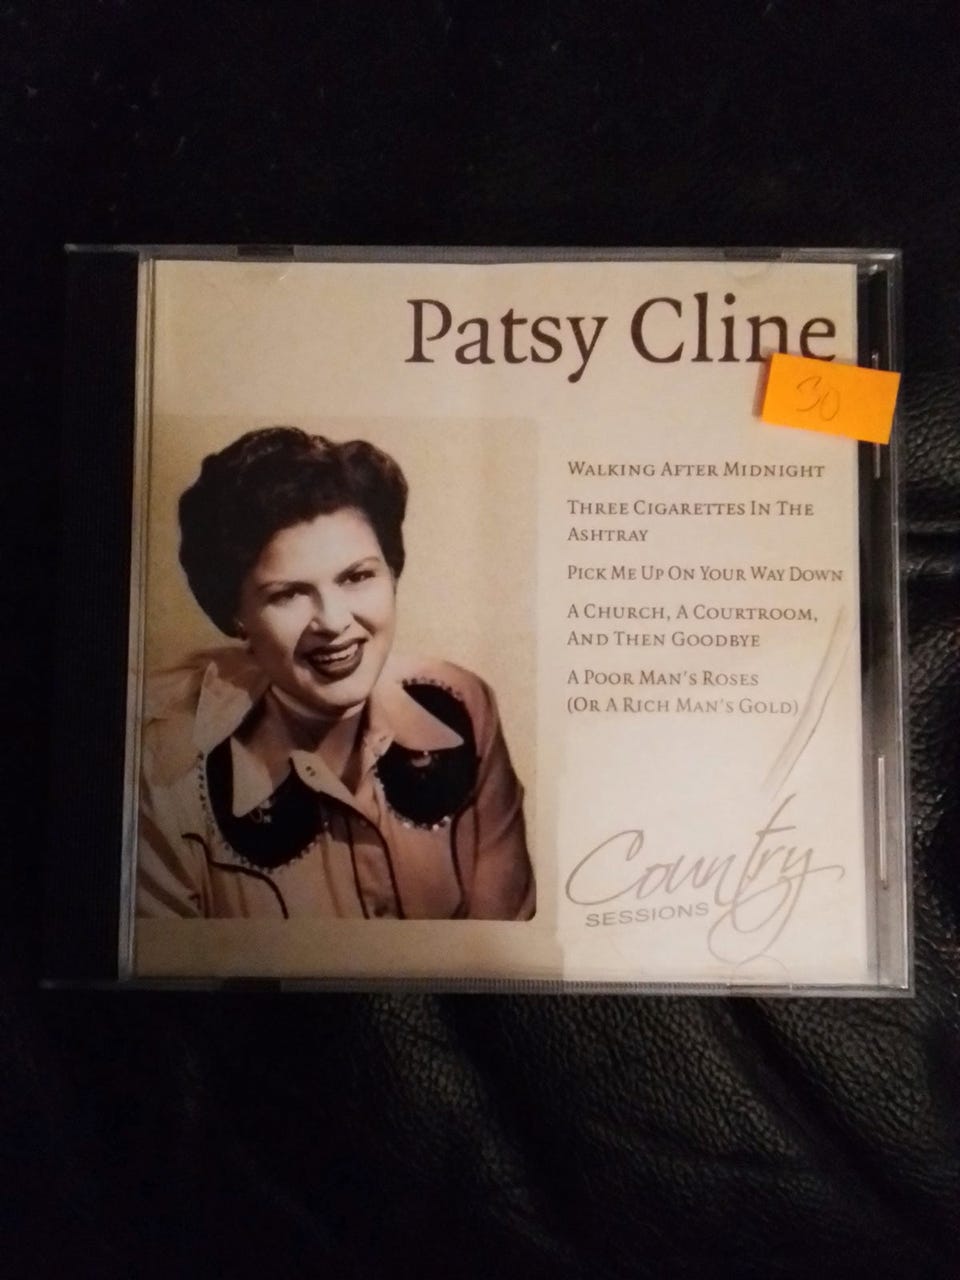 Patsy Cline
30
WALKING AFTER MIDNIGHT
THREE CIGARETTES IN THE
ASHTRAY
PICK ME UP ON YOUR WAY DOWN
A CHURCH, A COURTROOM,
AND THEN GOODBYE
A POOR MAN'S ROSES
(OR A RICH MAN'S GOLD)
Country
SESSIONS